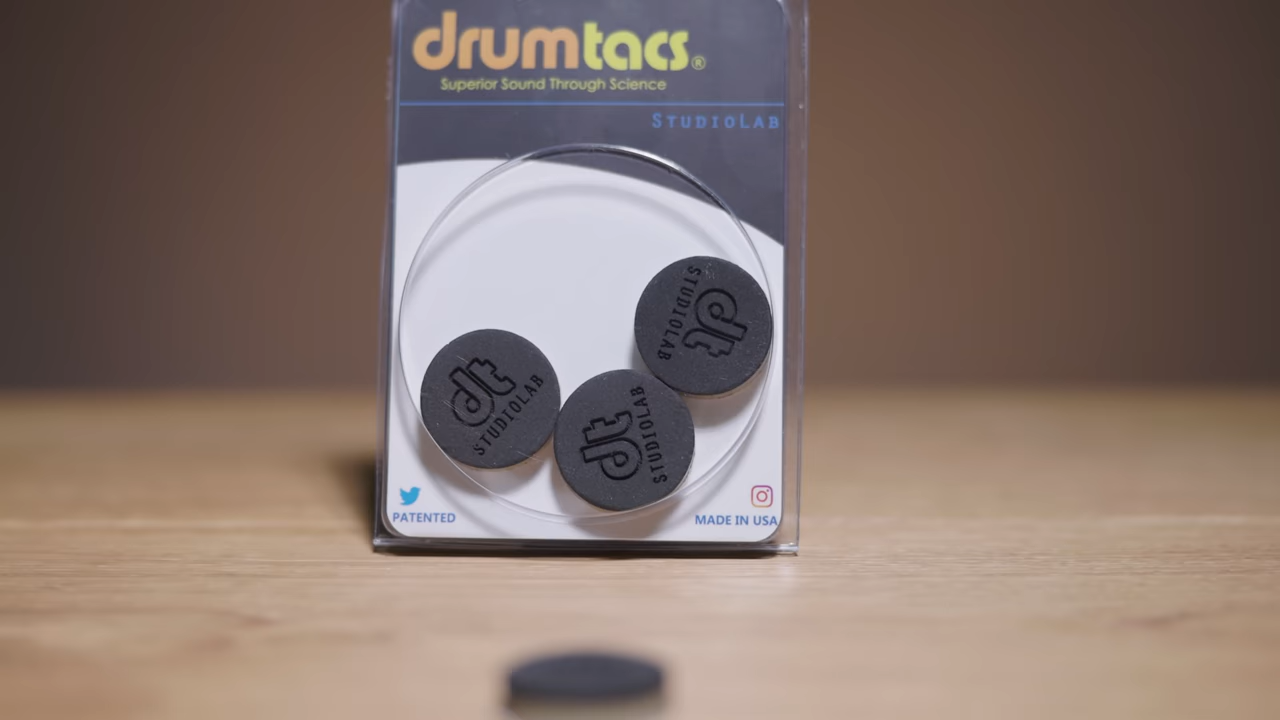 drumtacs®
Superior Sound Through Science
STUDIOLAB
dt
STUDIOLAB
dt
STUDIOLAB
dt
STUDIOLAB
PATENTED
MADE IN USA